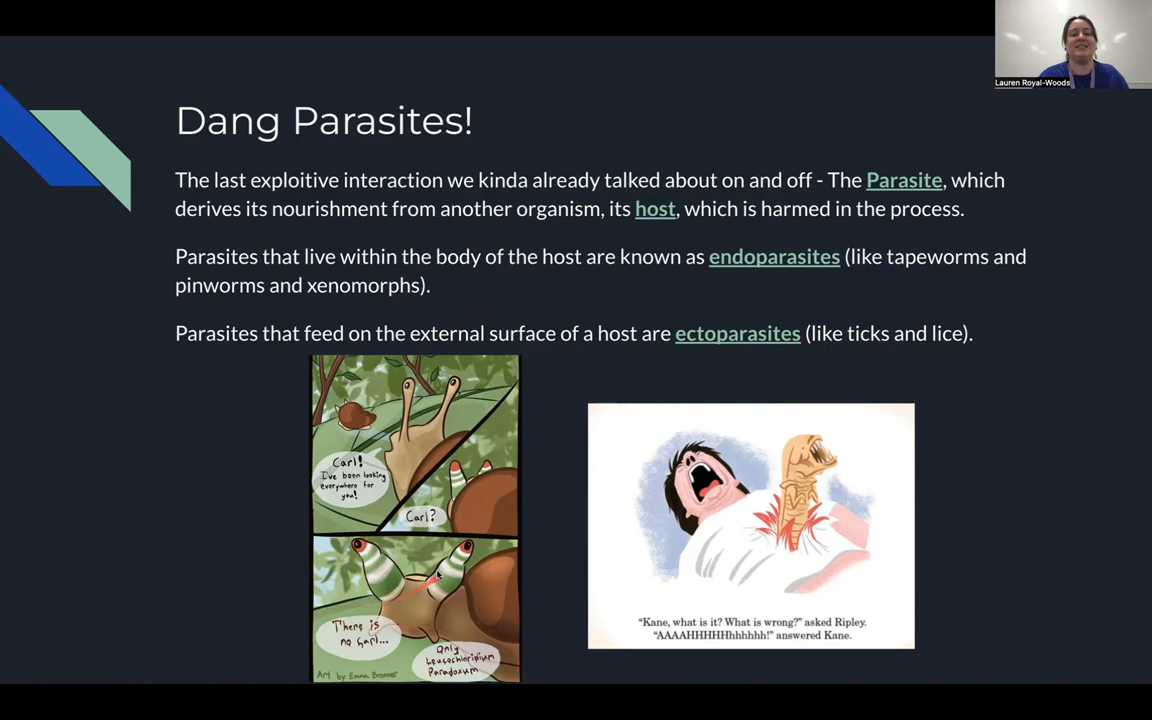 Lauren Royal-Woods
Dang Parasites!
The last exploitive interaction we kinda already talked about on and off - The Parasite, which
derives its nourishment from another organism, its host, which is harmed in the process.
Parasites that live within the body of the host are known as endoparasites (like tapeworms and
pinworms and xenomorphs).
Parasites that feed on the external surface of a host are ectoparasites (like ticks and lice).
Carl!
I've been looking
everywhere for
you!
Carl?
There is
no Carl...
Only
Leucochloridium
Paradoxum
Art by Emma Bronner
“Kane, what is it? What is wrong?” asked Ripley.
“AAAAHHHHHhhhhhh!” answered Kane.